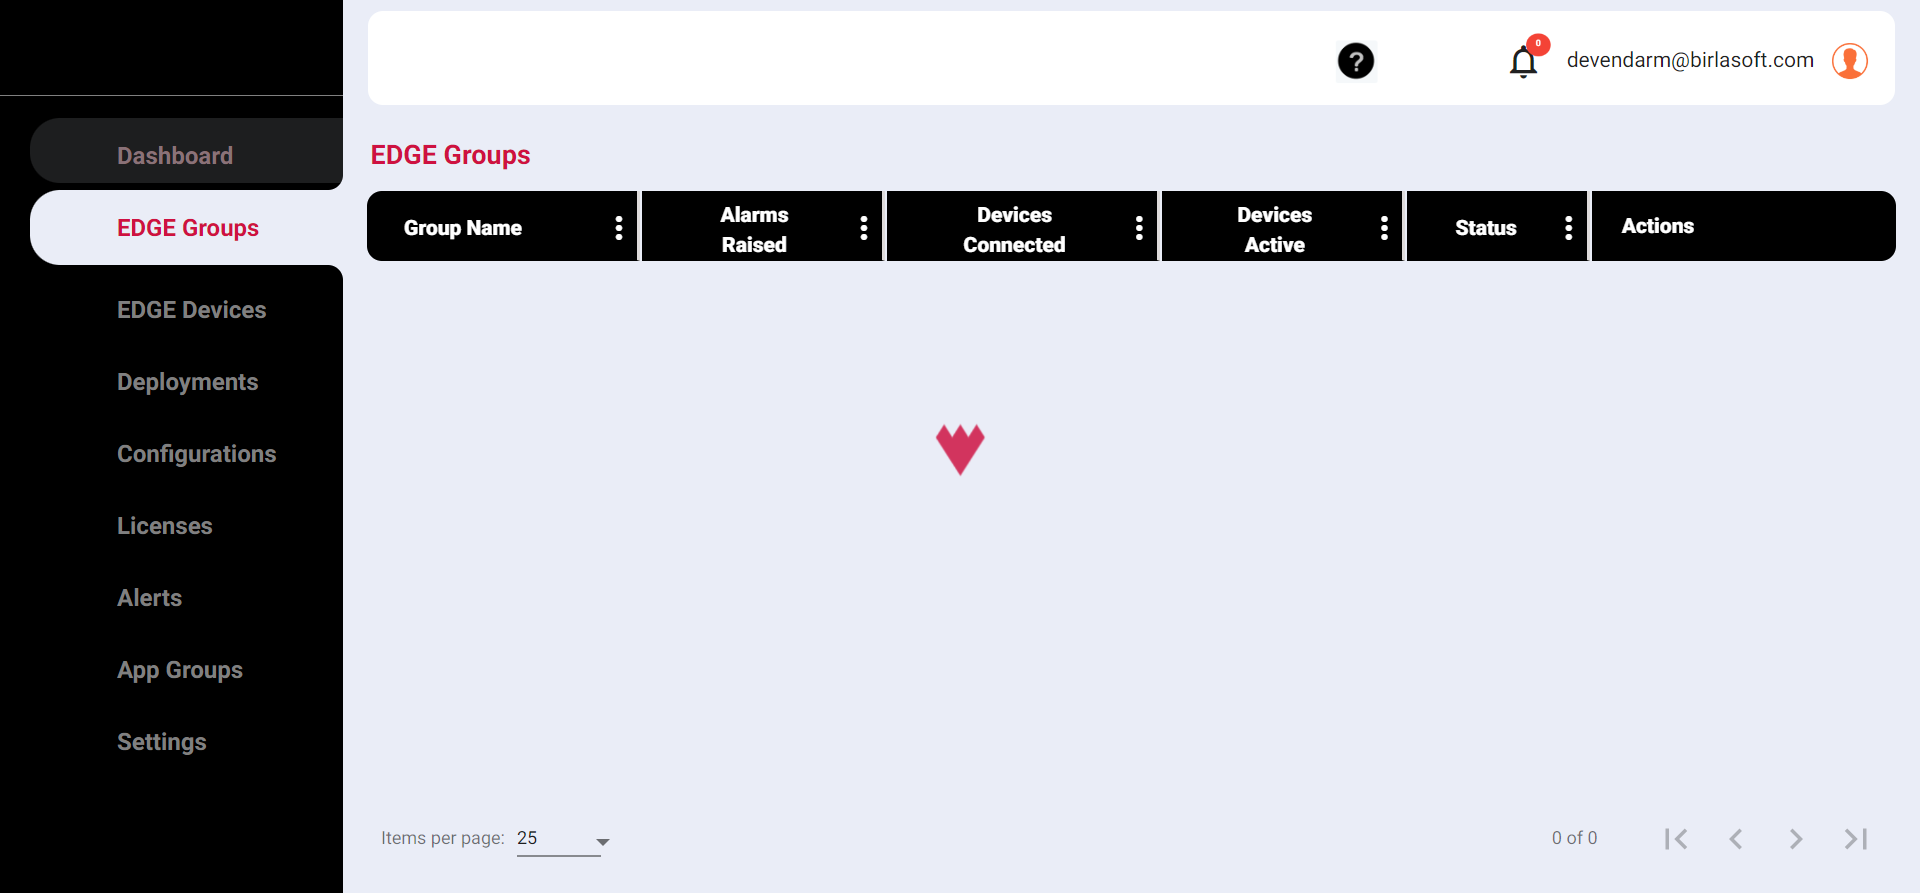 ?
0
devendarm@birlasoft.com
Dashboard
EDGE Groups
EDGE Devices
Deployments
Configurations
Licenses
Alerts
App Groups
Settings
EDGE Groups
Group Name
Alarms
Raised
Devices
Connected
Devices
Active
Status
Actions
Items per page: 25
0 of 0